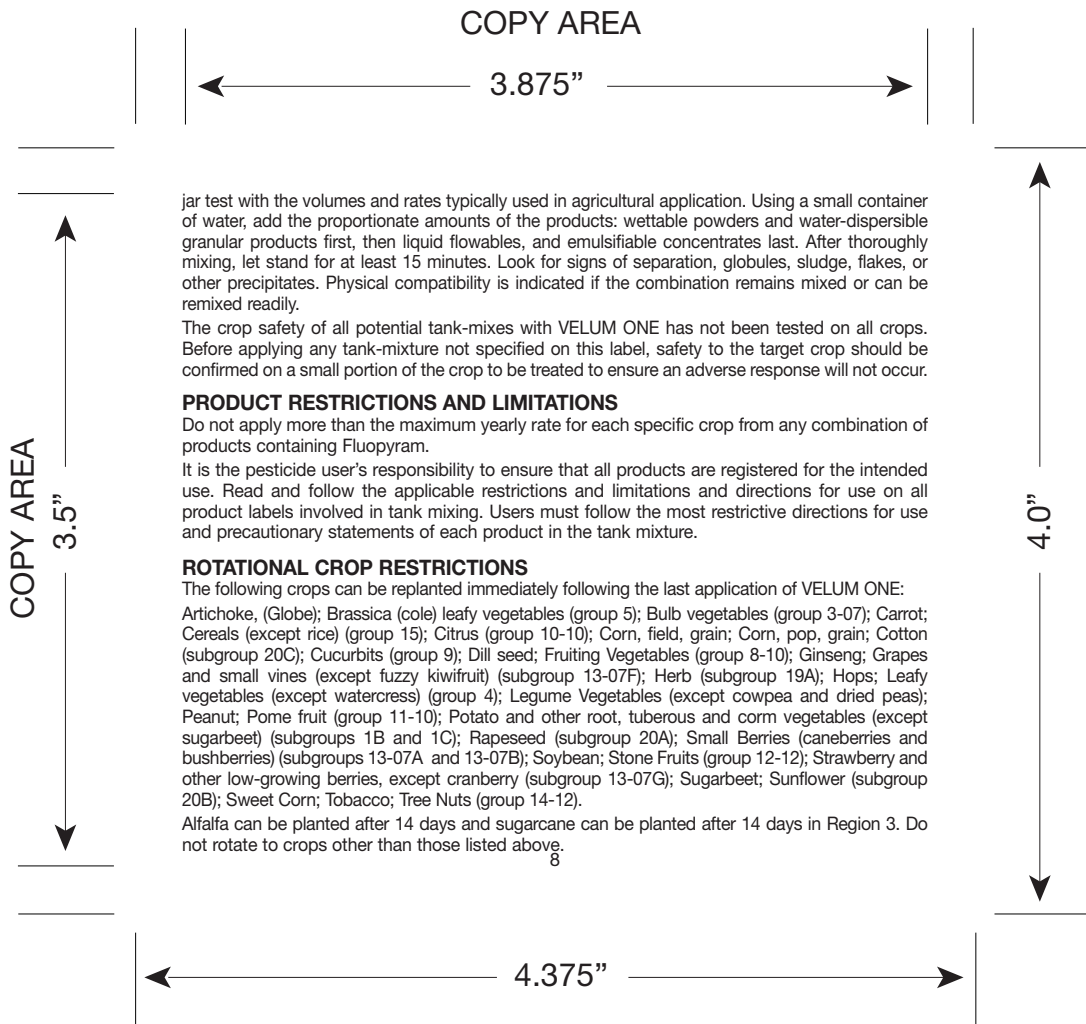 COPY AREA
3.875”
jar test with the volumes and rates typically used in agricultural application. Using a small container
of water, add the proportionate amounts of the products: wettable powders and water-dispersible
granular products first, then liquid flowables, and emulsifiable concentrates last. After thoroughly
mixing, let stand for at least 15 minutes. Look for signs of separation, globules, sludge, flakes, or
other precipitates. Physical compatibility is indicated if the combination remains mixed or can be
remixed readily.
The crop safety of all potential tank-mixes with VELUM ONE has not been tested on all crops.
Before applying any tank-mixture not specified on this label, safety to the target crop should be
confirmed on a small portion of the crop to be treated to ensure an adverse response will not occur.
PRODUCT RESTRICTIONS AND LIMITATIONS
Do not apply more than the maximum yearly rate for each specific crop from any combination of
products containing Fluopyram.
It is the pesticide user’s responsibility to ensure that all products are registered for the intended
use. Read and follow the applicable restrictions and limitations and directions for use on all
product labels involved in tank mixing. Users must follow the most restrictive directions for use
and precautionary statements of each product in the tank mixture.
ROTATIONAL CROP RESTRICTIONS
The following crops can be replanted immediately following the last application of VELUM ONE:
Artichoke, (Globe); Brassica (cole) leafy vegetables (group 5); Bulb vegetables (group 3-07); Carrot;
Cereals (except rice) (group 15); Citrus (group 10-10); Corn, field, grain; Corn, pop, grain; Cotton
(subgroup 20C); Cucurbits (group 9); Dill seed; Fruiting Vegetables (group 8-10); Ginseng; Grapes
and small vines (except fuzzy kiwifruit) (subgroup 13-07F); Herb (subgroup 19A); Hops; Leafy
vegetables (except watercress) (group 4); Legume Vegetables (except cowpea and dried peas);
Peanut; Pome fruit (group 11-10); Potato and other root, tuberous and corm vegetables (except
sugarbeet) (subgroups 1B and 1C); Rapeseed (subgroup 20A); Small Berries (caneberries and
bushberries) (subgroups 13-07A and 13-07B); Soybean; Stone Fruits (group 12-12); Strawberry and
other low-growing berries, except cranberry (subgroup 13-07G); Sugarbeet; Sunflower (subgroup
20B); Sweet Corn; Tobacco; Tree Nuts (group 14-12).
Alfalfa can be planted after 14 days and sugarcane can be planted after 14 days in Region 3. Do
not rotate to crops other than those listed above.
8
COPY AREA
3.5”
4.0”
4.375”